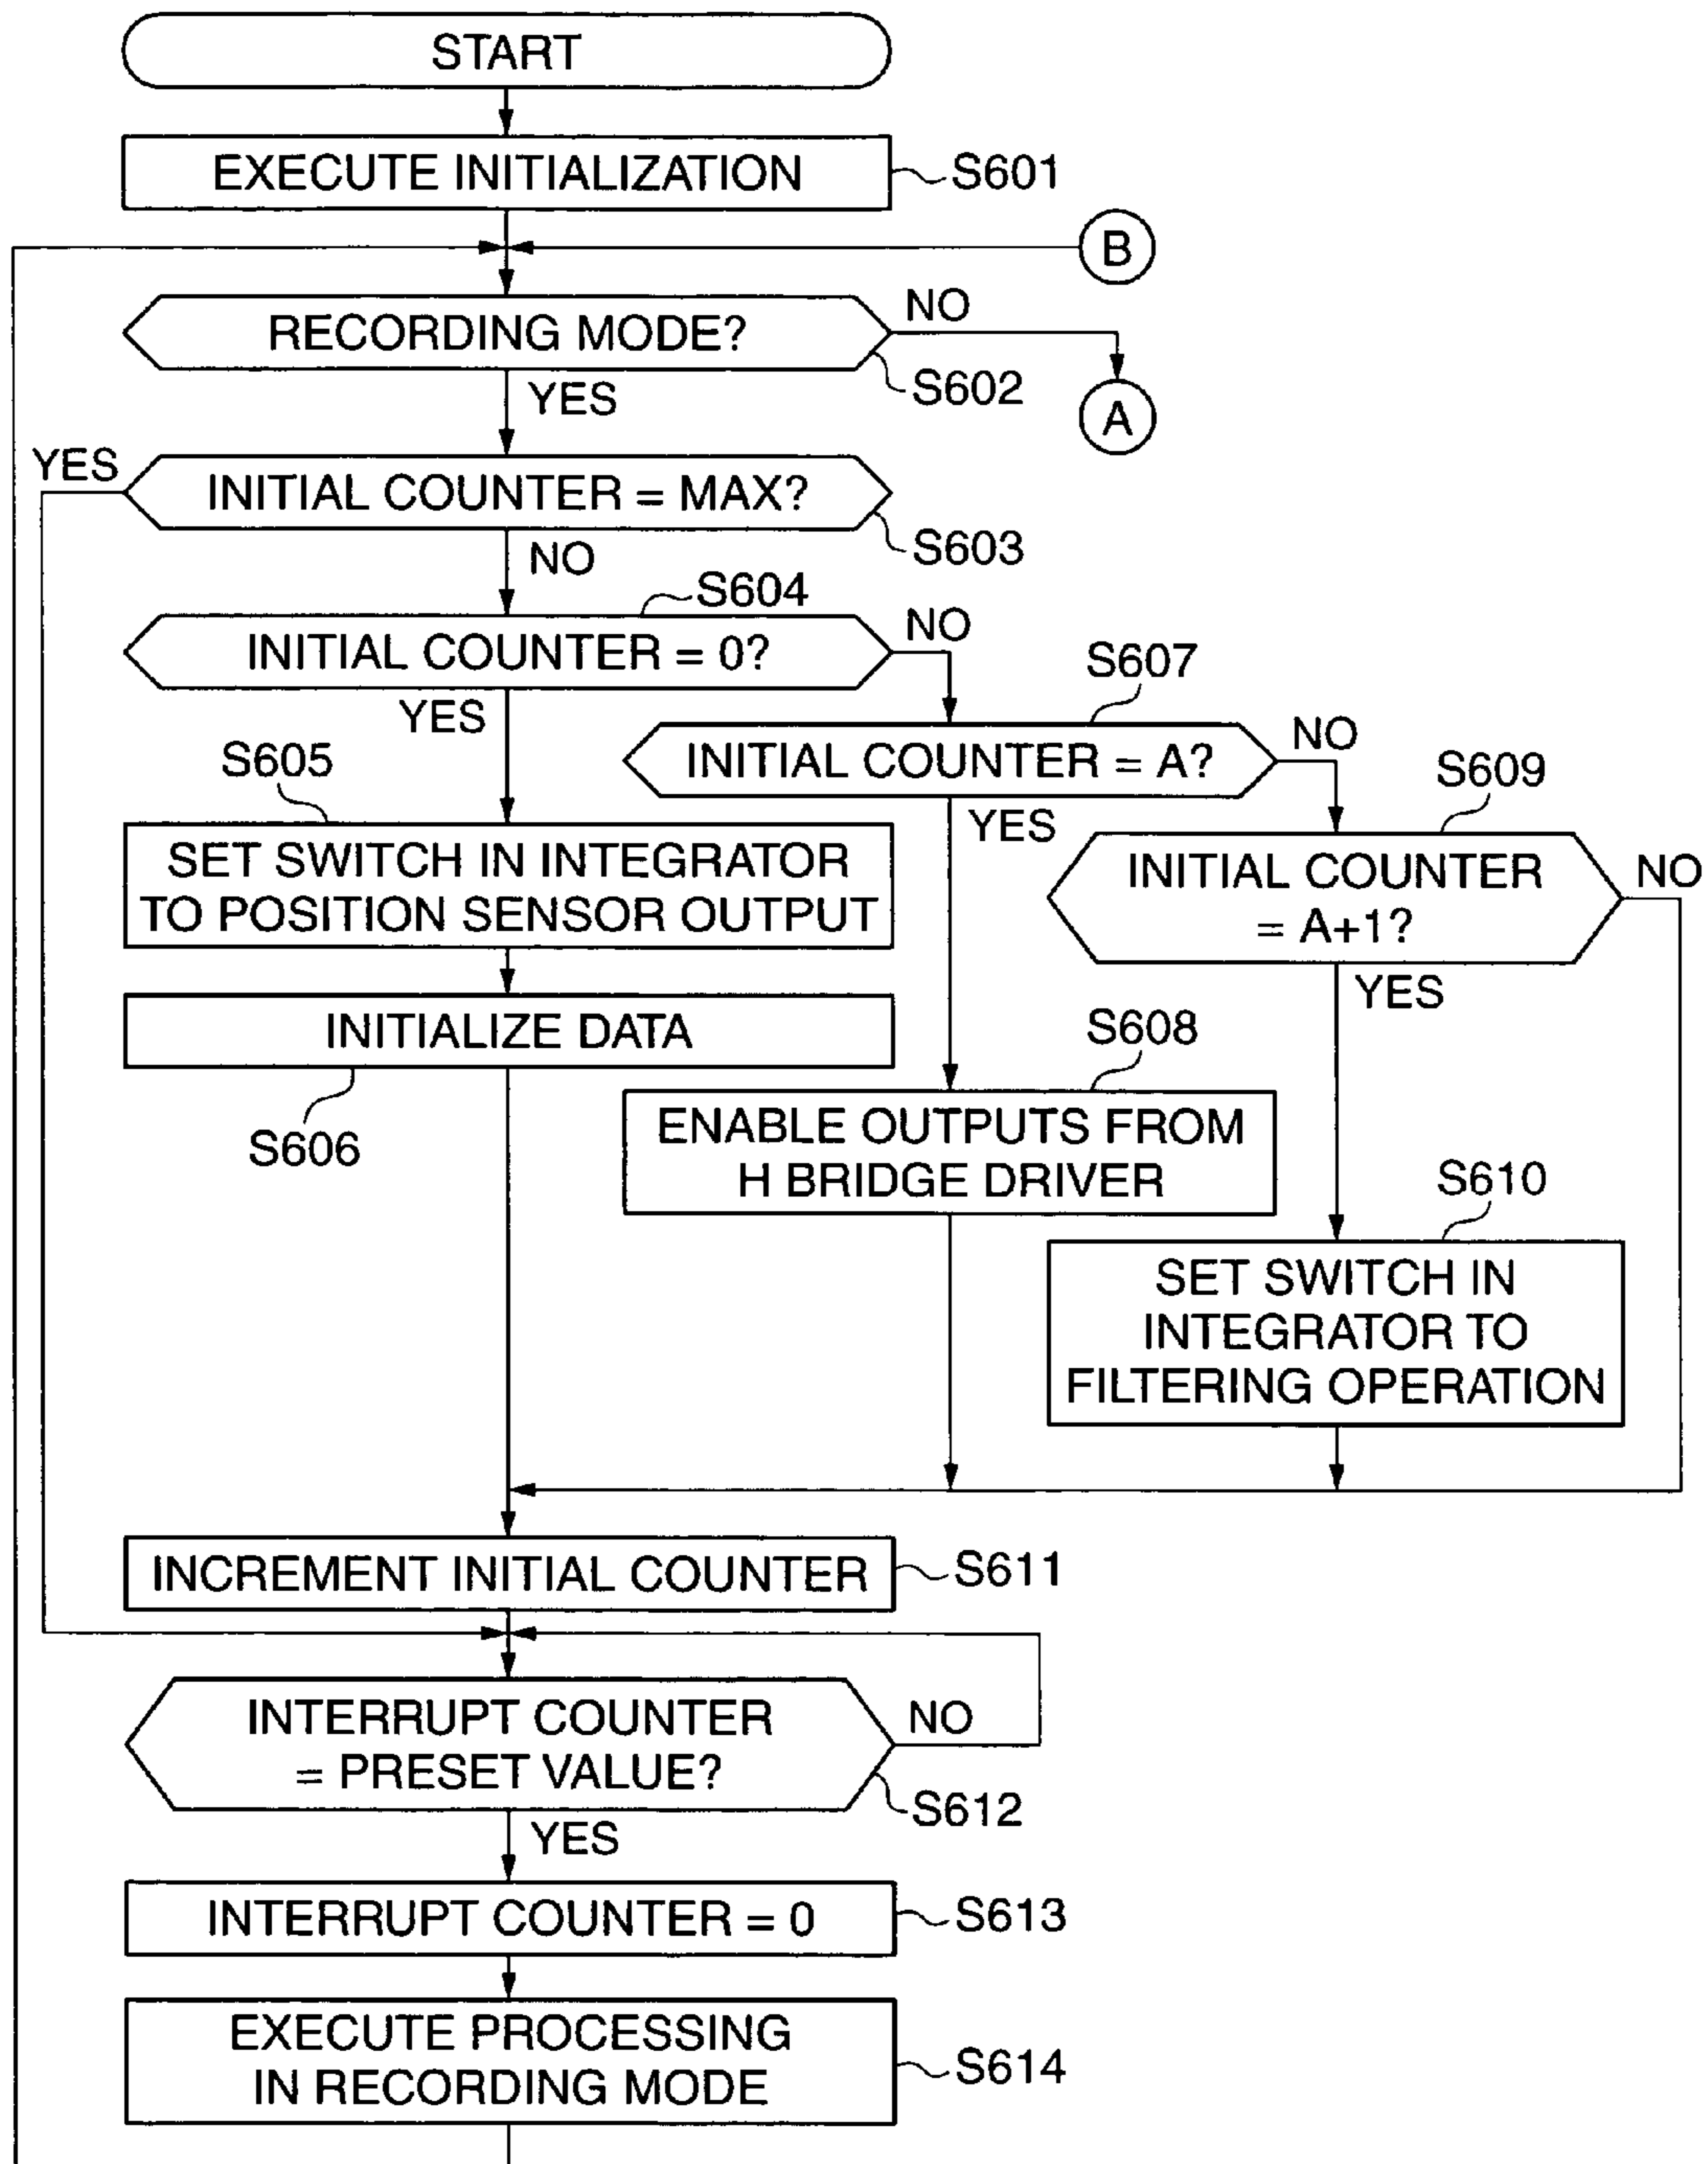 START
EXECUTE INITIALIZATION
S601
B
RECORDING MODE?
NO
S602
A
YES
YES
INITIAL COUNTER = MAX?
S603
NO
S604
INITIAL COUNTER = 0?
NO
YES
S607
INITIAL COUNTER = A?
NO
YES
S605
SET SWITCH IN INTEGRATOR
TO POSITION SENSOR OUTPUT
S609
INITIAL COUNTER
= A+1?
NO
YES
INITIALIZE DATA
S606
S608
ENABLE OUTPUTS FROM
H BRIDGE DRIVER
S610
SET SWITCH IN
INTEGRATOR TO
FILTERING OPERATION
INCREMENT INITIAL COUNTER
S611
INTERRUPT COUNTER
= PRESET VALUE?
NO
S612
YES
INTERRUPT COUNTER = 0
S613
EXECUTE PROCESSING
IN RECORDING MODE
S614